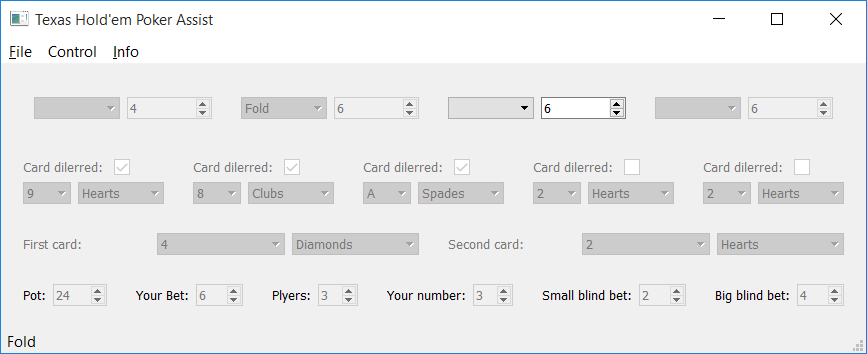 Texas Hold'em Poker Assist
File Control Info
4 Fold 6 6 6
Card dilerred: Card dilerred: Card dilerred: Card dilerred: Card dilerred:
9 Hearts 8 Clubs A Spades 2 Hearts 2 Hearts
First card: 4 Diamonds Second card: 2 Hearts
Pot: 24 Your Bet: 6 Plyers: 3 Your number: 3 Small blind bet: 2 Big blind bet: 4
Fold